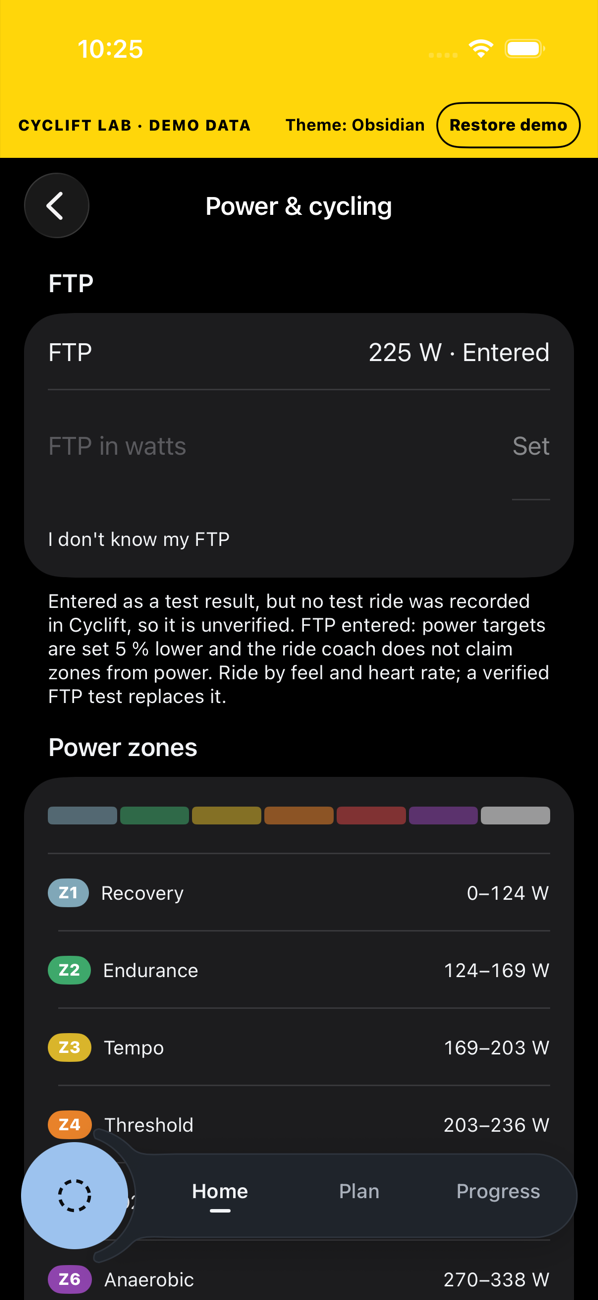 10:25
CYCLIFT LAB · DEMO DATA
Theme: Obsidian
Restore demo
Power & cycling
FTP
FTP 225 W · Entered
FTP in watts Set
I don't know my FTP
Entered as a test result, but no test ride was recorded
in Cyclift, so it is unverified. FTP entered: power targets
are set 5 % lower and the ride coach does not claim
zones from power. Ride by feel and heart rate; a verified
FTP test replaces it.
Power zones
Z1 Recovery 0–124 W
Z2 Endurance 124–169 W
Z3 Tempo 169–203 W
Z4 Threshold 203–236 W
Home Plan Progress
Z6 Anaerobic 270–338 W